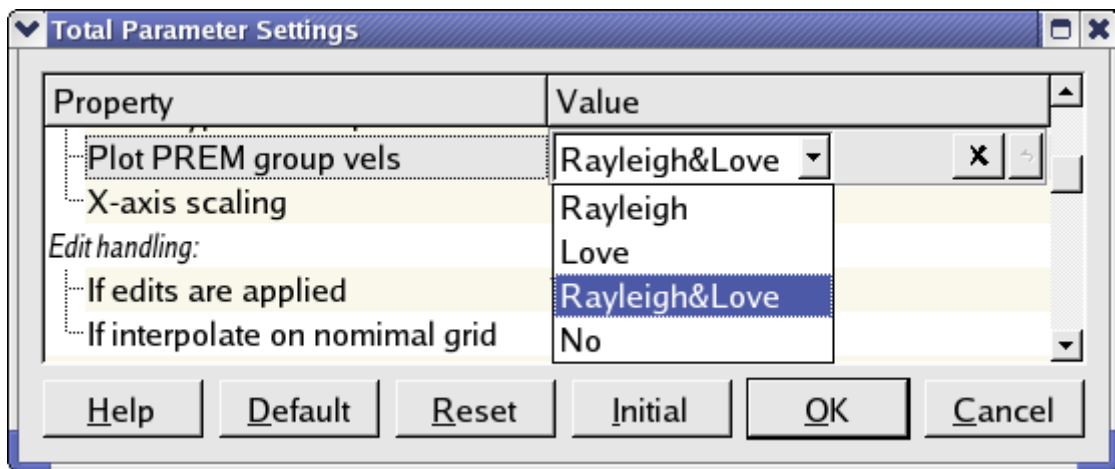 Total Parameter Settings
Property Value
Plot PREM group vels Rayleigh&Love X
X-axis scaling Rayleigh
Edit handling: Love
If edits are applied Rayleigh&Love
If interpolate on nomimal grid No
Help Default Reset Initial OK Cancel